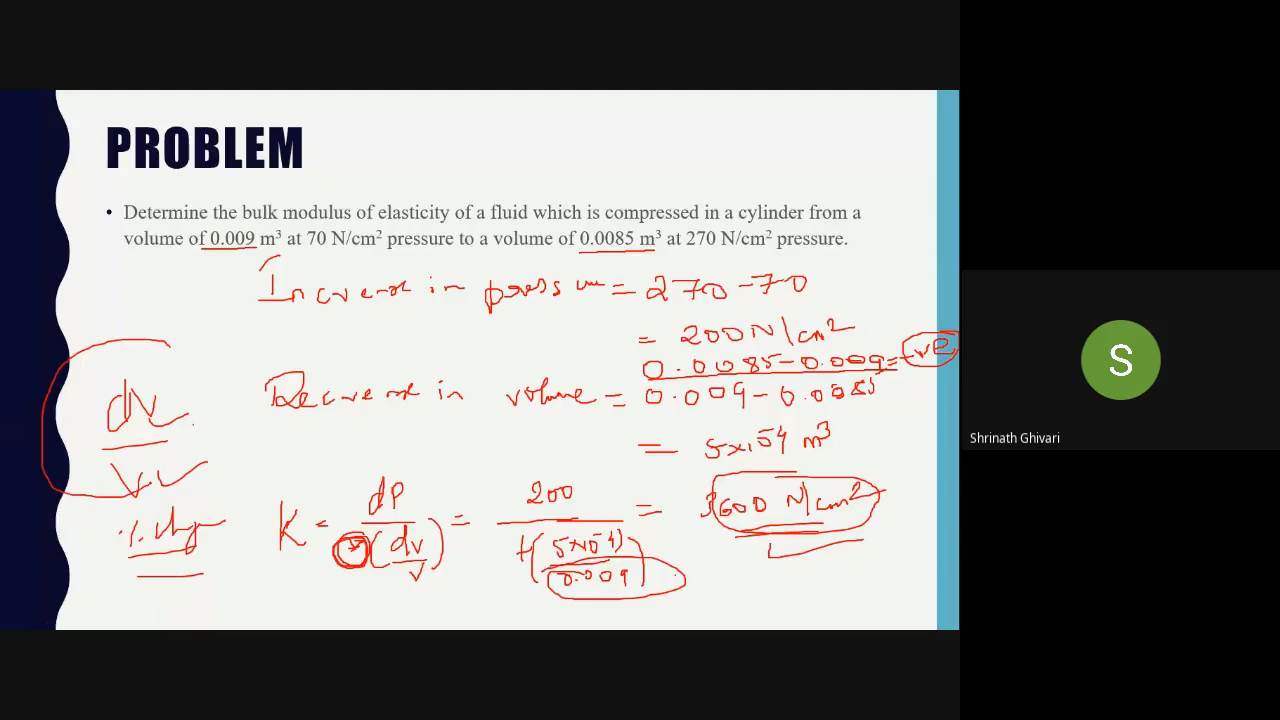 PROBLEM
• Determine the bulk modulus of elasticity of a fluid which is compressed in a cylinder from a
volume of 0.009 m³ at 70 N/cm² pressure to a volume of 0.0085 m³ at 270 N/cm² pressure.
Increase in pressure = 270 - 70
= 200 N/cm²
0.0085 - 0.009 = -ve
Decrease in volume = 0.009 - 0.0085
= 5×10⁻⁴ m³
dv
V
K = dP / (dv/V) = 200 / +(5×10⁻⁴/0.009) = 3600 N/cm²
S
Shrinath Ghivari